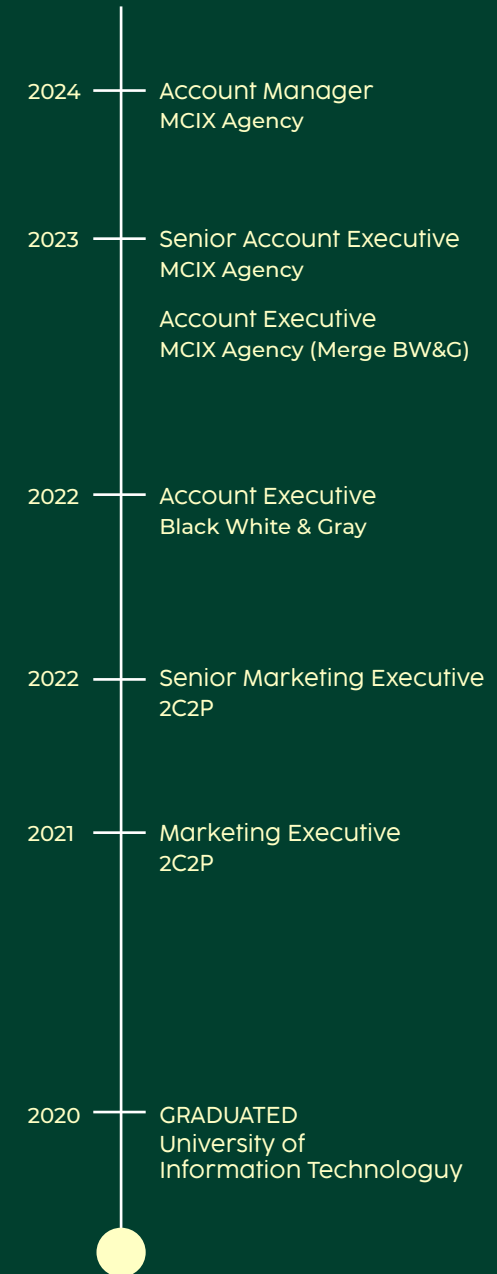 2024
Account Manager
MCIX Agency
2023
Senior Account Executive
MCIX Agency
Account Executive
MCIX Agency (Merge BW&G)
2022
Account Executive
Black White & Gray
2022
Senior Marketing Executive
2C2P
2021
Marketing Executive
2C2P
2020
GRADUATED
University of
Information Technologuy